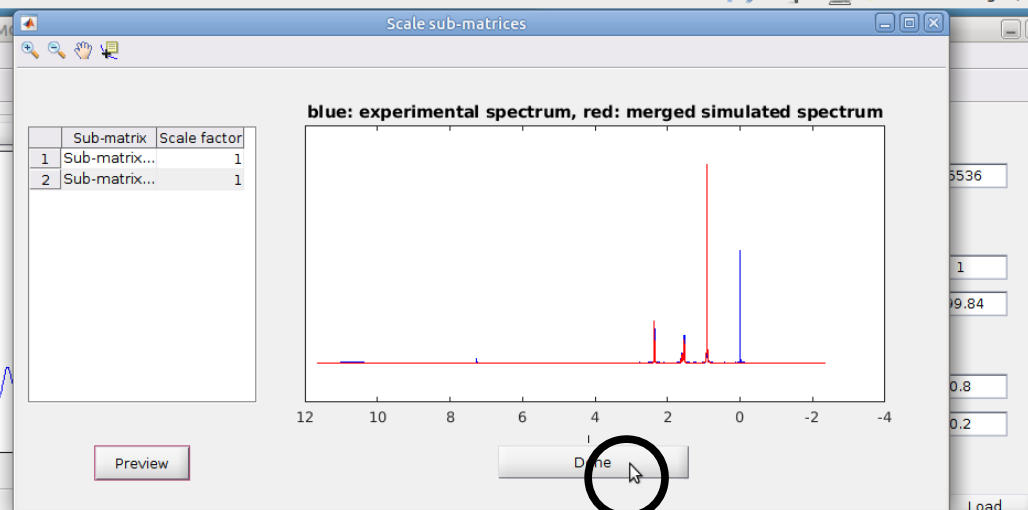 Scale sub-matrices
blue: experimental spectrum, red: merged simulated spectrum
Sub-matrix Scale factor
1 Sub-matrix... 1
2 Sub-matrix... 1
12 10 8 6 4 2 0 -2 -4
Preview
Done
5536
1
99.84
0.8
0.2
Load